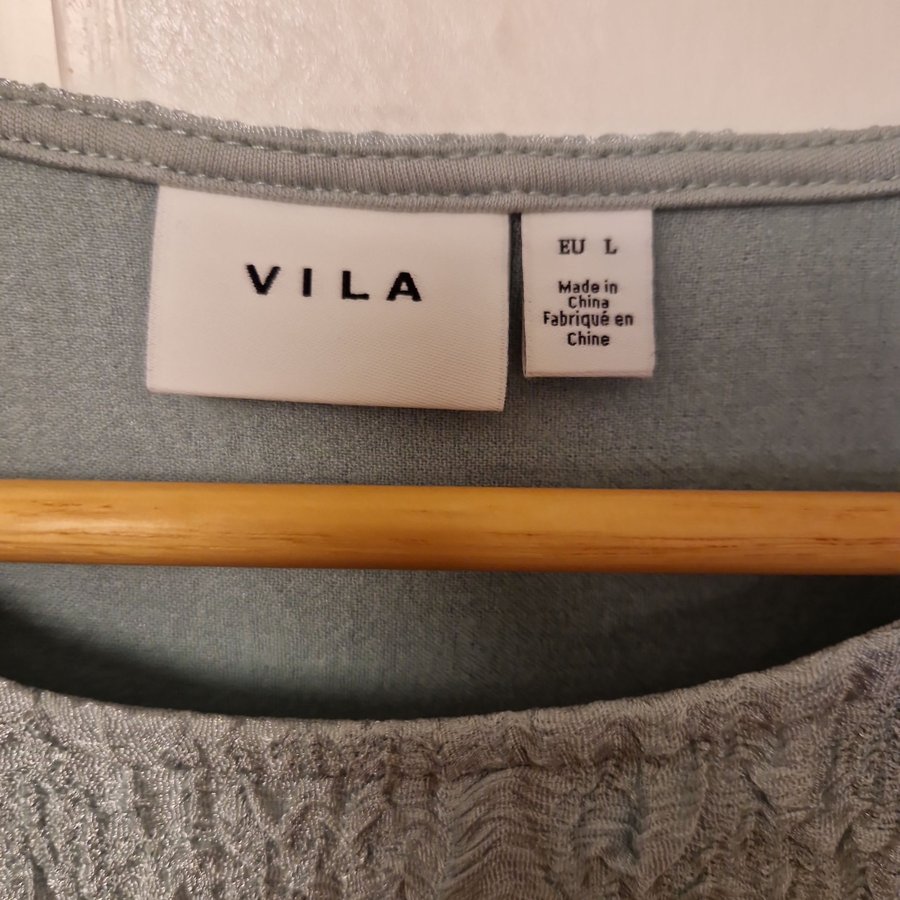 VILA
EU L
Made in
China
Fabriqué en
Chine